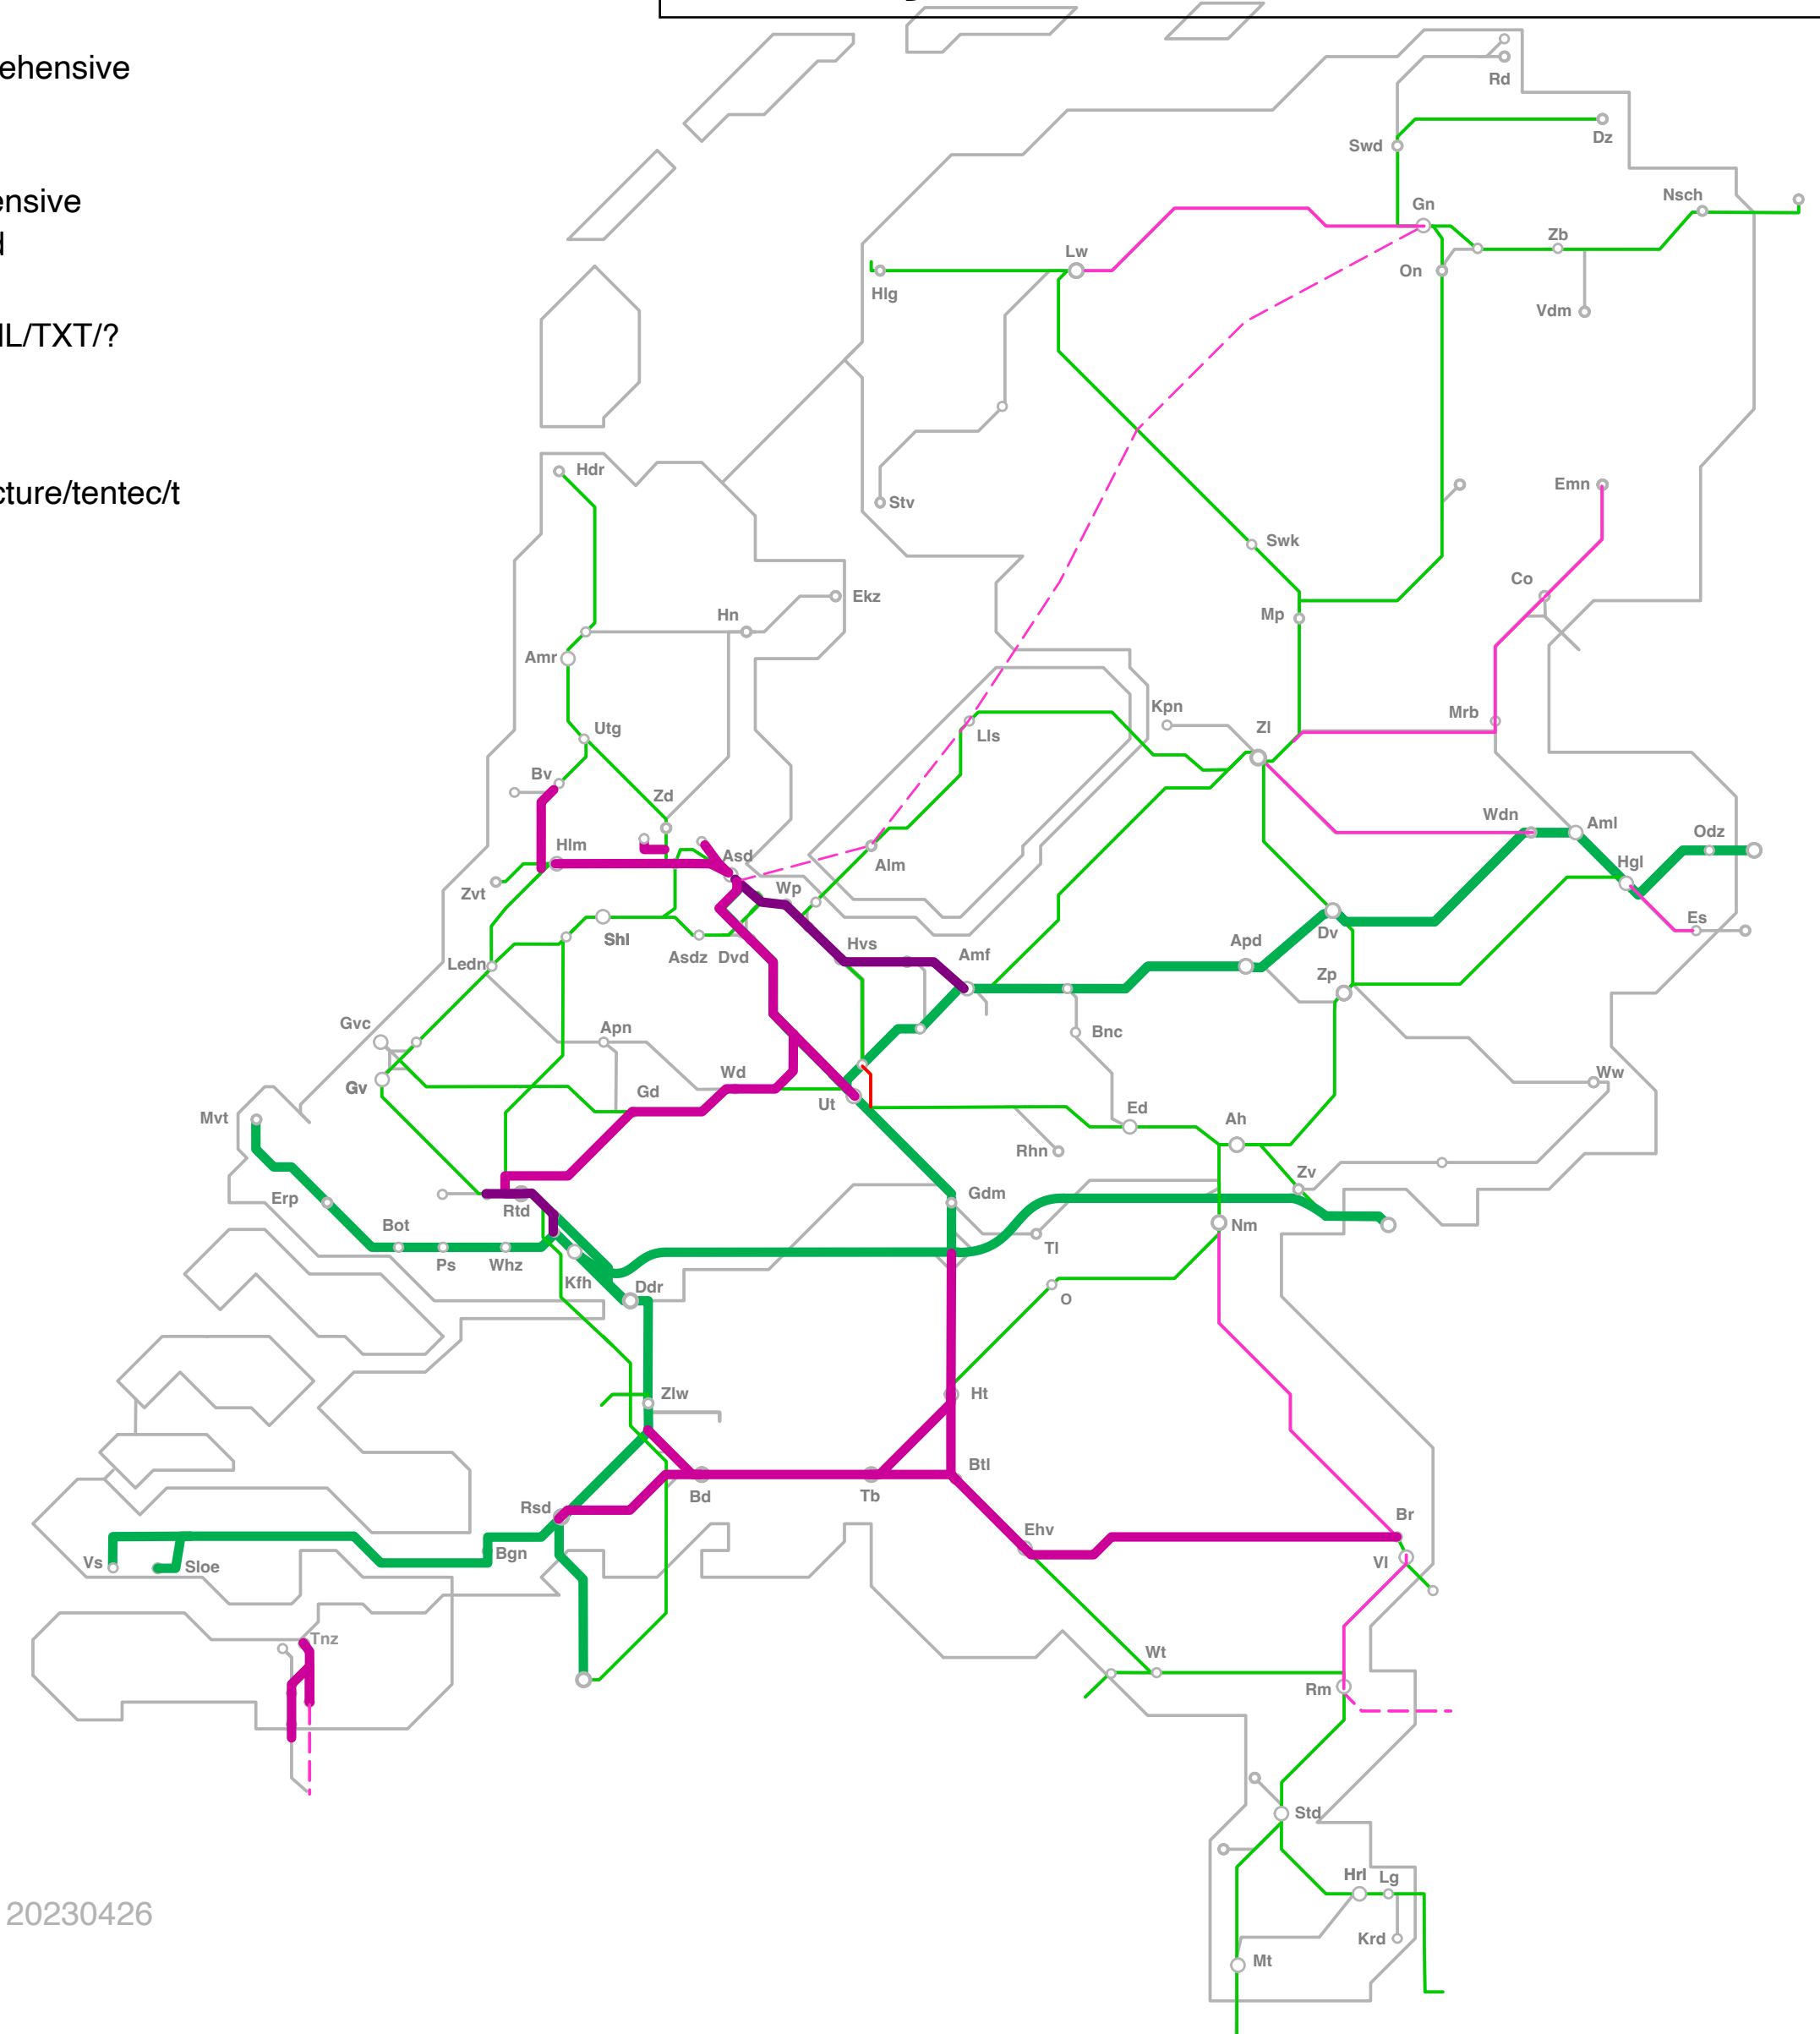 ehensive
Rd
Dz
Swd
ensive
Nsch
Gn
Zb
Lw
On
Hlg
Vdm
IL/TXT/?
Hdr
Emn
cture/tentec/t
Stv
Swk
Co
Ekz
Hn
Mp
Amr
Kpn
Mrb
Utg
Zl
Lls
Bv
Zd
Wdn
Aml
Odz
Hlm
Asd
Alm
Hgl
Zvt
Wp
Es
Shl
Hvs
Dv
Asdz
Dvd
Amf
Apd
Ledn
Zp
Gvc
Apn
Bnc
Ww
Wd
Gv
Gd
Ut
Ed
Mvt
Ah
Rhn
Zv
Erp
Gdm
Rtd
Bot
Nm
Tl
Ps
Whz
Kfh
Ddr
O
Zlw
Ht
Btl
Bd
Tb
Rsd
Br
Ehv
Bgn
Vs
Sloe
Vl
Tnz
Wt
Rm
Std
Hrl
Lg
20230426
Krd
Mt